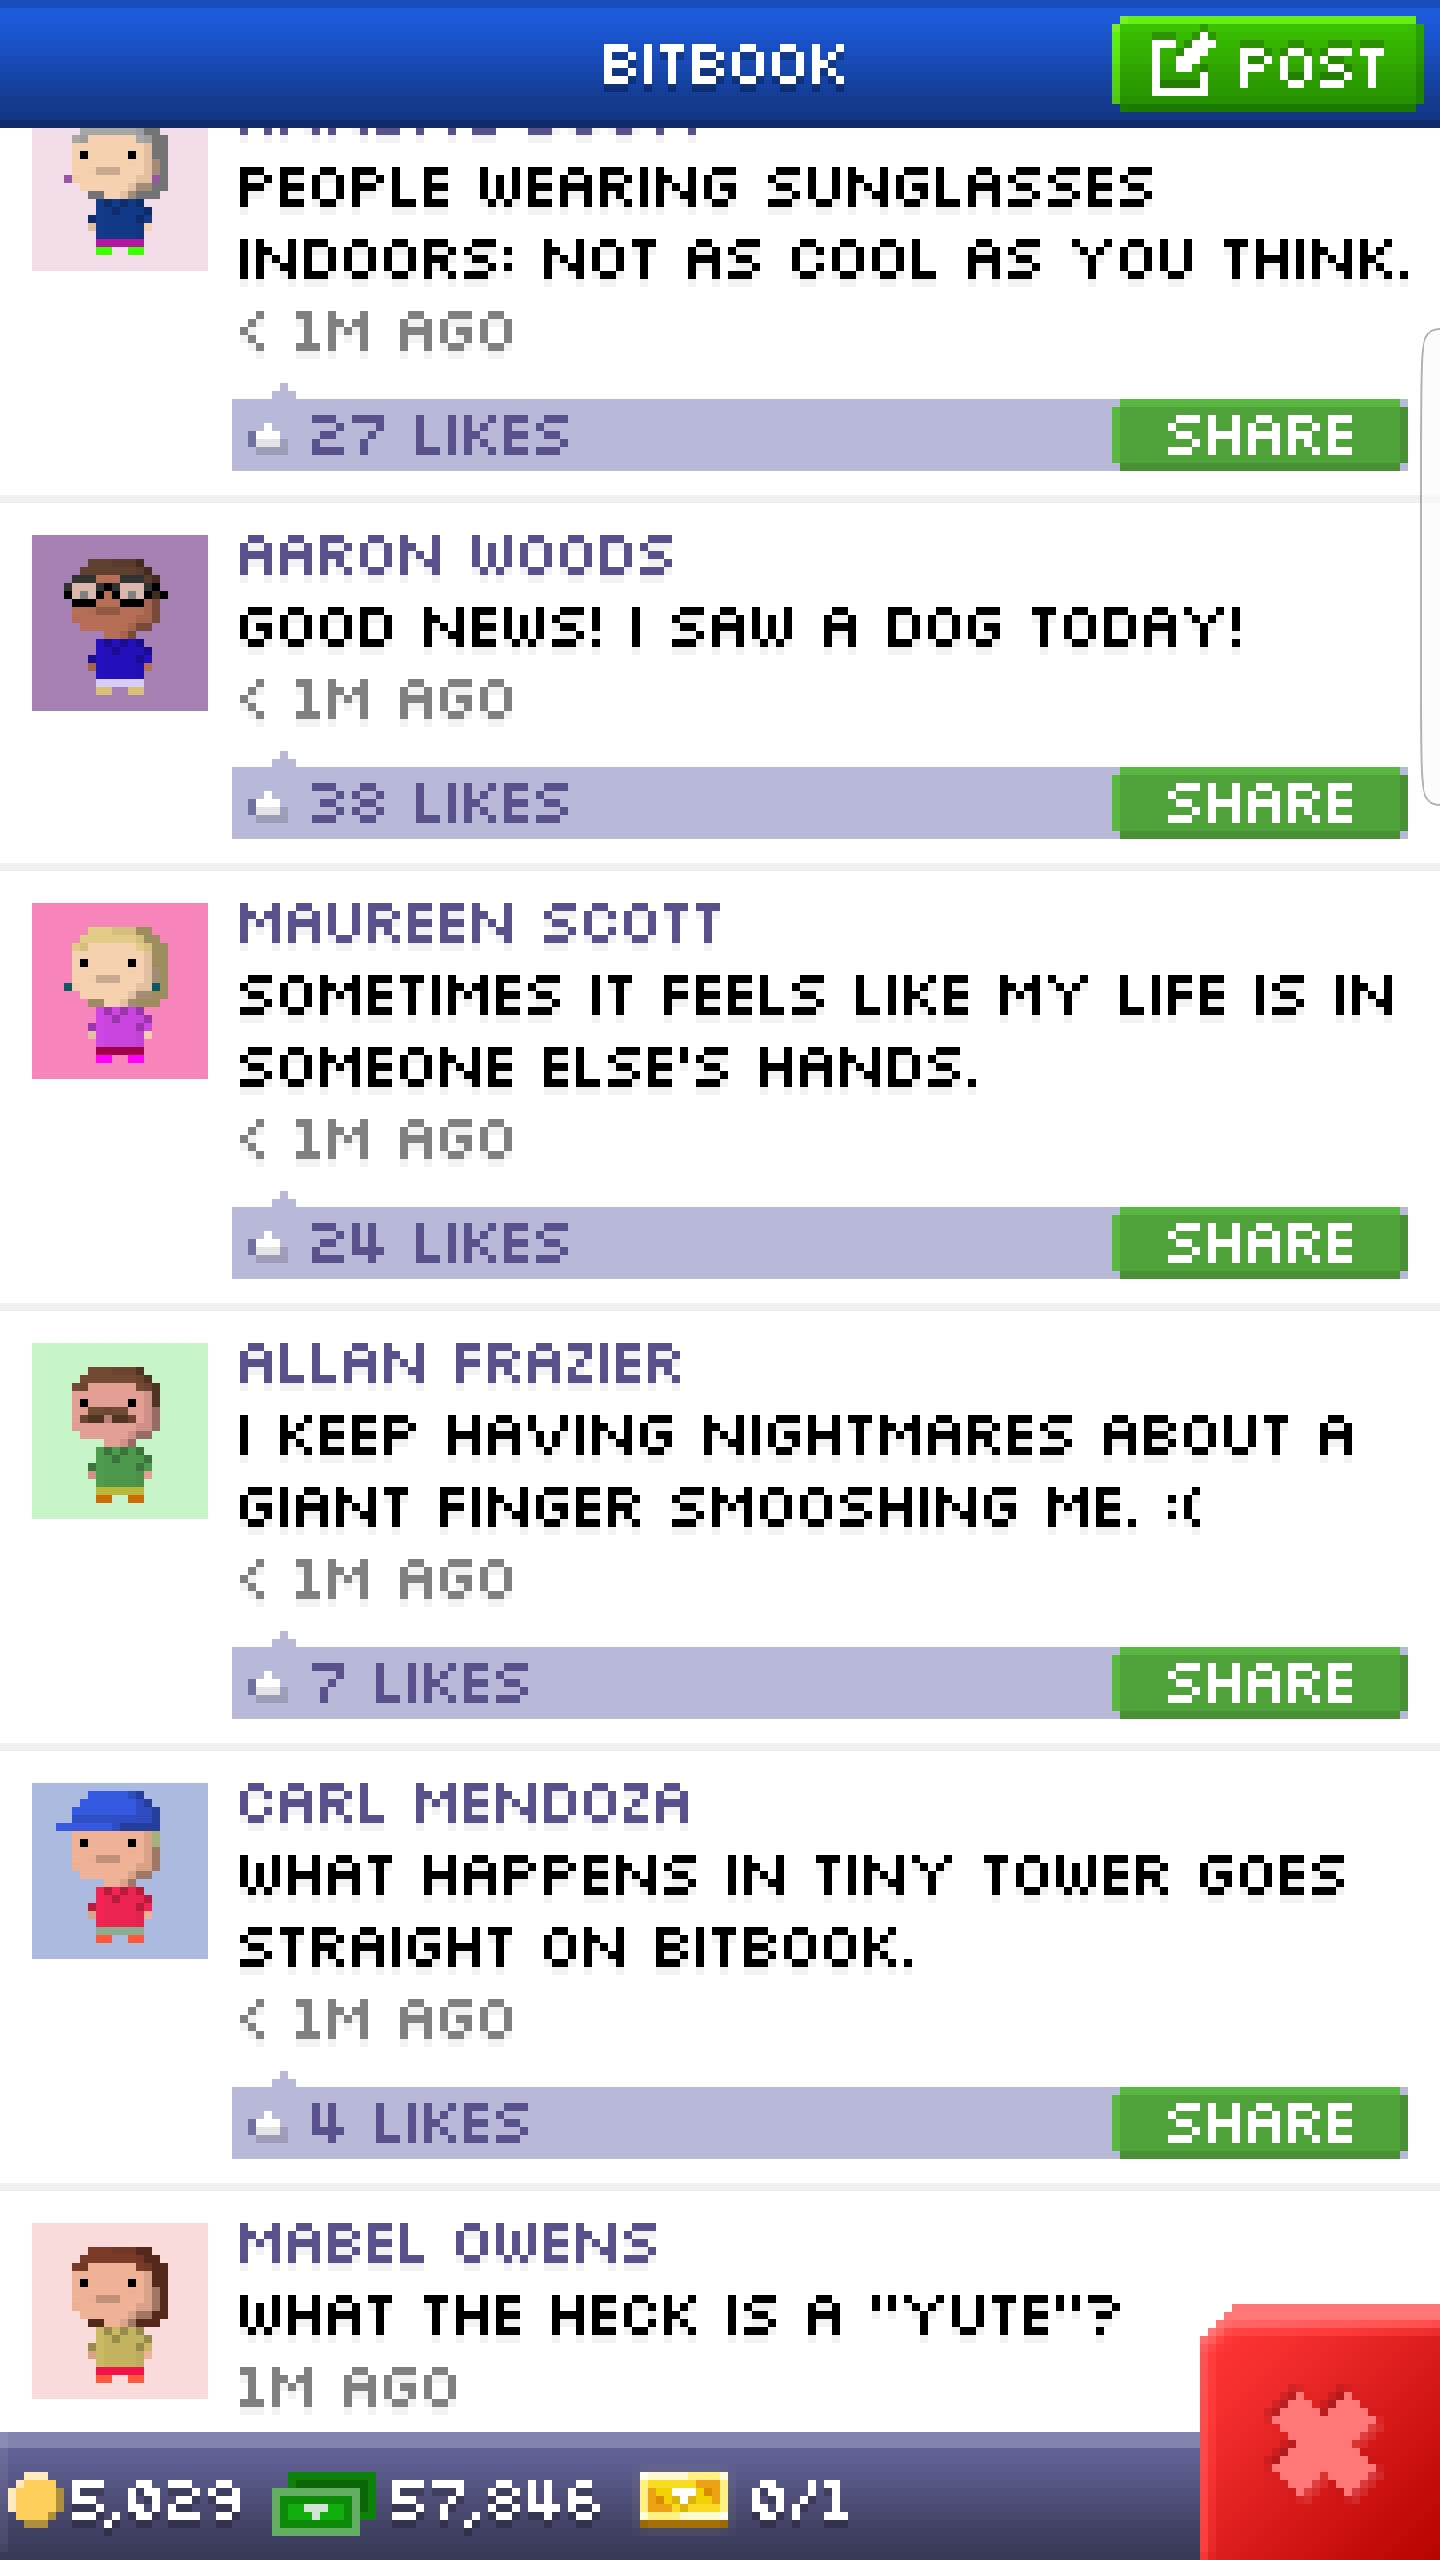 BITBOOK
POST
PEOPLE WEARING SUNGLASSES
INDOORS: NOT AS COOL AS YOU THINK.
< 1M AGO
27 LIKES
SHARE
AARON WOODS
GOOD NEWS! I SAW A DOG TODAY!
< 1M AGO
38 LIKES
SHARE
MAUREEN SCOTT
SOMETIMES IT FEELS LIKE MY LIFE IS IN
SOMEONE ELSE'S HANDS.
< 1M AGO
24 LIKES
SHARE
ALLAN FRAZIER
I KEEP HAVING NIGHTMARES ABOUT A
GIANT FINGER SMOOSHING ME. :(
< 1M AGO
7 LIKES
SHARE
CARL MENDOZA
WHAT HAPPENS IN TINY TOWER GOES
STRAIGHT ON BITBOOK.
< 1M AGO
4 LIKES
SHARE
MABEL OWENS
WHAT THE HECK IS A "YUTE"?
1M AGO
5,029
57,846
0/1